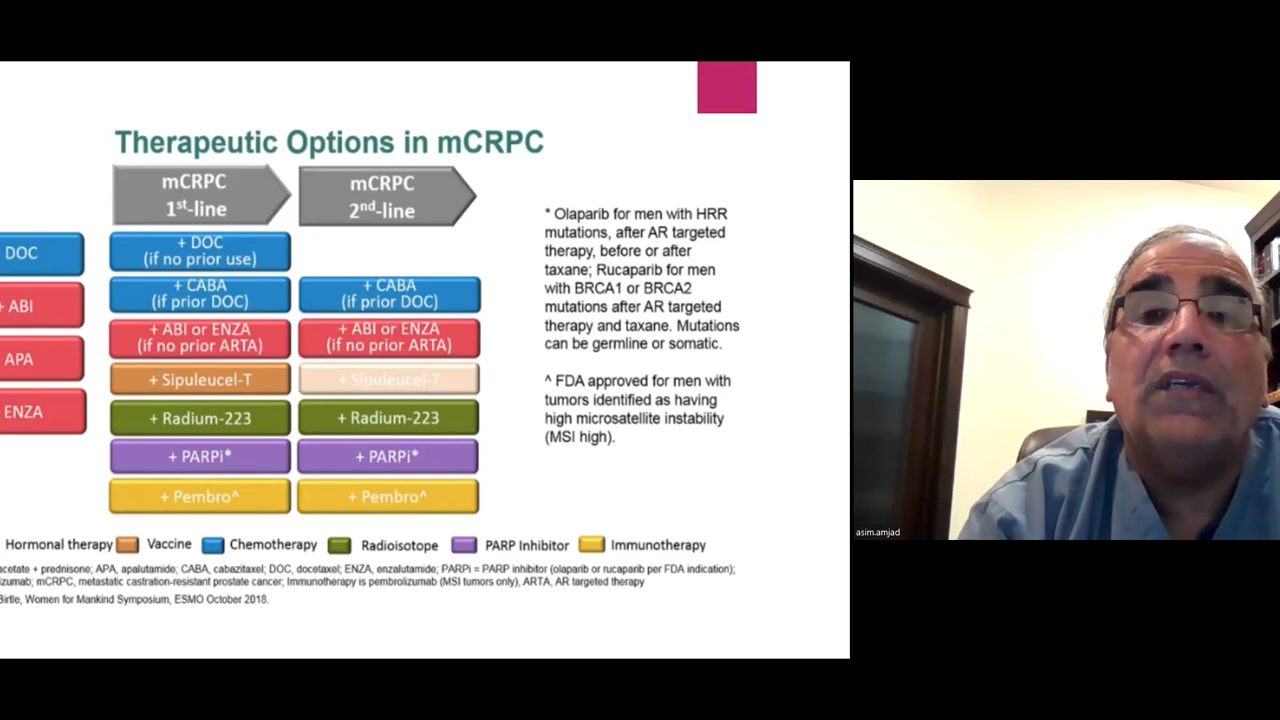 Therapeutic Options in mCRPC
mCRPC
1st-line
mCRPC
2nd-line
DOC
+ ABI
APA
ENZA
+ DOC
(if no prior use)
+ CABA
(if prior DOC)
+ ABI or ENZA
(if no prior ARTA)
+ Sipuleucel-T
+ Radium-223
+ PARPi*
+ Pembro^
+ CABA
(if prior DOC)
+ ABI or ENZA
(if no prior ARTA)
+ Sipuleucel-T
+ Radium-223
+ PARPi*
+ Pembro^
* Olaparib for men with HRR
mutations, after AR targeted
therapy, before or after
taxane; Rucaparib for men
with BRCA1 or BRCA2
mutations after AR targeted
therapy and taxane. Mutations
can be germline or somatic.
^ FDA approved for men with
tumors identified as having
high microsatellite instability
(MSI high).
Hormonal therapy Vaccine Chemotherapy Radioisotope PARP Inhibitor Immunotherapy
acetate + prednisone; APA, apalutamide; CABA, cabazitaxel; DOC, docetaxel; ENZA, enzalutamide; PARPi = PARP inhibitor (olaparib or rucaparib per FDA indication);
izumab; mCRPC, metastatic castration-resistant prostate cancer; Immunotherapy is pembrolizumab (MSI tumors only), ARTA, AR targeted therapy
Birtle, Women for Mankind Symposium, ESMO October 2018.
asim.amjad